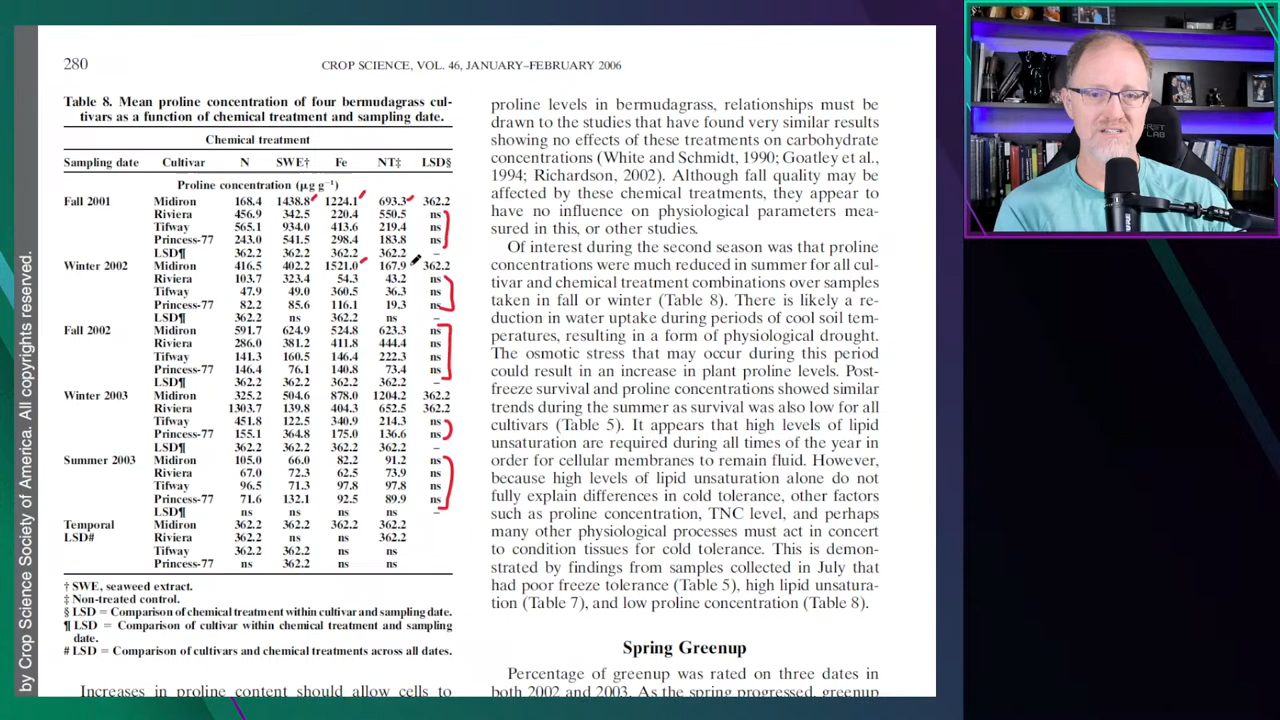 280
CROP SCIENCE, VOL. 46, JANUARY–FEBRUARY 2006
Table 8. Mean proline concentration of four bermudagrass cul-
tivars as a function of chemical treatment and sampling date.
Chemical treatment
Sampling date Cultivar N SWE† Fe NT‡ LSD§
Proline concentration (μg g⁻¹)
Fall 2001 Midiron 168.4 1438.8 1224.1 693.3 362.2
Riviera 456.9 342.5 220.4 550.5 ns
Tifway 565.1 934.0 413.6 219.4 ns
Princess-77 243.0 541.5 298.4 183.8 ns
LSD¶ 362.2 362.2 362.2 362.2 –
Winter 2002 Midiron 416.5 402.2 1521.0 167.9 362.2
Riviera 103.7 323.4 54.3 43.2 ns
Tifway 47.9 49.0 360.5 36.3 ns
Princess-77 82.2 85.6 116.1 19.3 ns
LSD¶ 362.2 ns 362.2 ns –
Fall 2002 Midiron 591.7 624.9 524.8 623.3 ns
Riviera 286.0 381.2 411.8 444.4 ns
Tifway 141.3 160.5 146.4 222.3 ns
Princess-77 146.4 76.1 140.8 73.4 ns
LSD¶ 362.2 362.2 362.2 362.2 –
Winter 2003 Midiron 325.2 504.6 878.0 1204.2 362.2
Riviera 1303.7 139.8 404.3 652.5 362.2
Tifway 451.8 122.5 340.9 214.3 ns
Princess-77 155.1 364.8 175.0 136.6 ns
LSD¶ 362.2 362.2 362.2 362.2 –
Summer 2003 Midiron 105.0 66.0 82.2 91.2 ns
Riviera 67.0 72.3 62.5 73.9 ns
Tifway 96.5 71.3 97.8 97.8 ns
Princess-77 71.6 132.1 92.5 89.9 ns
LSD¶ ns ns ns ns –
Temporal Midiron 362.2 362.2 362.2 362.2
LSD# Riviera 362.2 ns ns 362.2
Tifway 362.2 362.2 ns ns
Princess-77 ns 362.2 ns ns
† SWE, seaweed extract.
‡ Non-treated control.
§ LSD = Comparison of chemical treatment within cultivar and sampling date.
¶ LSD = Comparison of cultivar within chemical treatment and sampling
date.
# LSD = Comparison of cultivars and chemical treatments across all dates.
Increases in proline content should allow cells to
proline levels in bermudagrass, relationships must be
drawn to the studies that have found very similar results
showing no effects of these treatments on carbohydrate
concentrations (White and Schmidt, 1990; Goatley et al.,
1994; Richardson, 2002). Although fall quality may be
affected by these chemical treatments, they appear to
have no influence on physiological parameters mea-
sured in this, or other studies.
Of interest during the second season was that proline
concentrations were much reduced in summer for all cul-
tivar and chemical treatment combinations over samples
taken in fall or winter (Table 8). There is likely a re-
duction in water uptake during periods of cool soil tem-
peratures, resulting in a form of physiological drought.
The osmotic stress that may occur during this period
could result in an increase in plant proline levels. Post-
freeze survival and proline concentrations showed similar
trends during the summer as survival was also low for all
cultivars (Table 5). It appears that high levels of lipid
unsaturation are required during all times of the year in
order for cellular membranes to remain fluid. However,
because high levels of lipid unsaturation alone do not
fully explain differences in cold tolerance, other factors
such as proline concentration, TNC level, and perhaps
many other physiological processes must act in concert
to condition tissues for cold tolerance. This is demon-
strated by findings from samples collected in July that
had poor freeze tolerance (Table 5), high lipid unsatura-
tion (Table 7), and low proline concentration (Table 8).
Spring Greenup
Percentage of greenup was rated on three dates in
both 2002 and 2003. As the spring progressed, greenup
by Crop Science Society of America. All copyrights reserved.